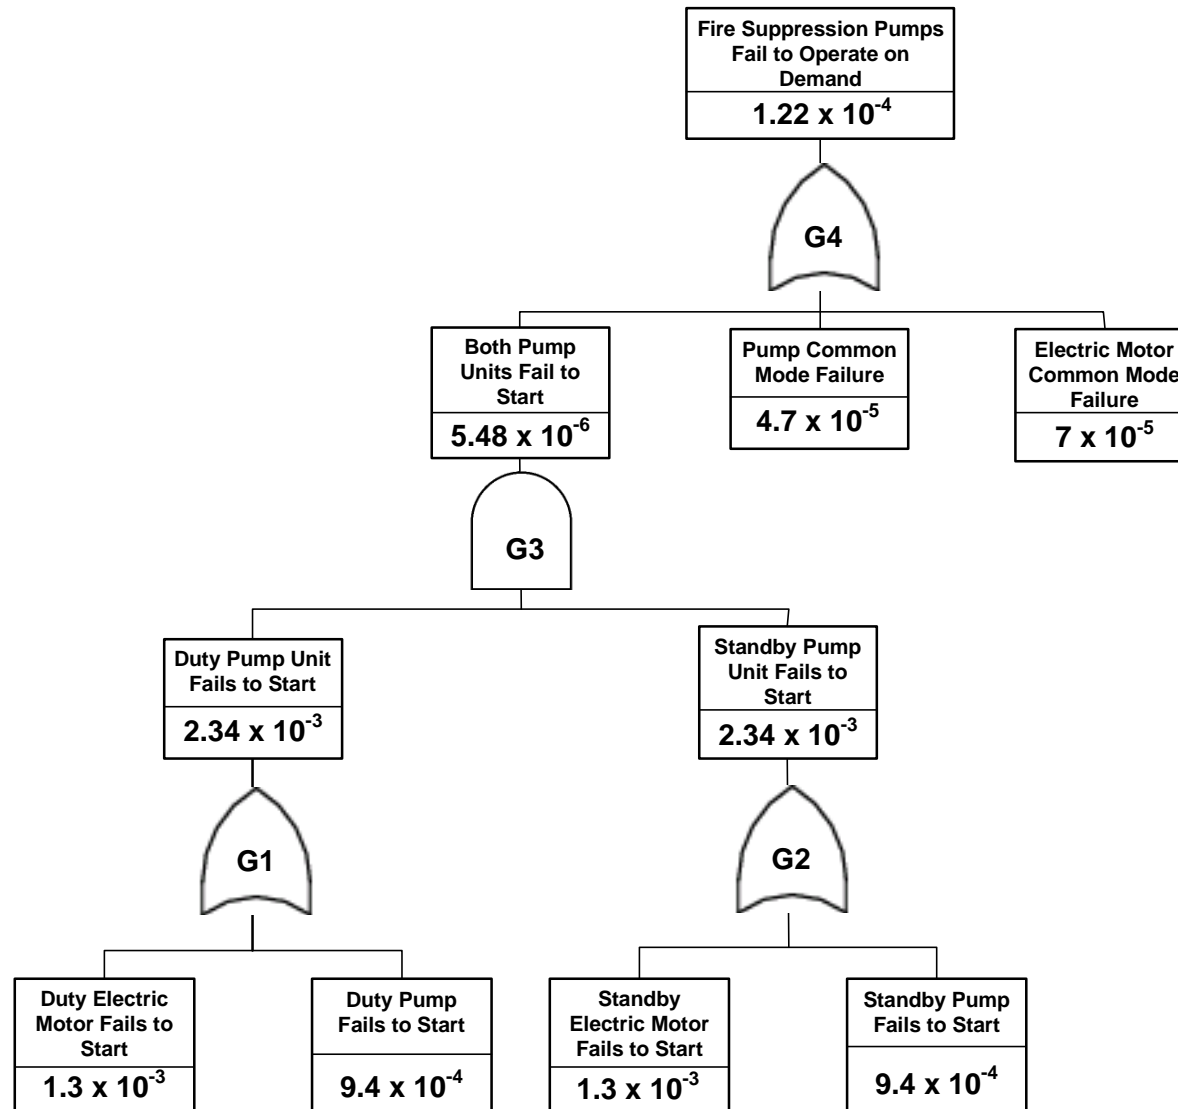 Fire Suppression Pumps
Fail to Operate on
Demand
1.22 x 10⁻⁴
G4
Both Pump
Units Fail to
Start
5.48 x 10⁻⁶
Pump Common
Mode Failure
4.7 x 10⁻⁵
Electric Motor
Common Mode
Failure
7 x 10⁻⁵
G3
Duty Pump Unit
Fails to Start
2.34 x 10⁻³
Standby Pump
Unit Fails to
Start
2.34 x 10⁻³
G1
G2
Duty Electric
Motor Fails to
Start
1.3 x 10⁻³
Duty Pump
Fails to Start
9.4 x 10⁻⁴
Standby
Electric Motor
Fails to Start
1.3 x 10⁻³
Standby Pump
Fails to Start
9.4 x 10⁻⁴